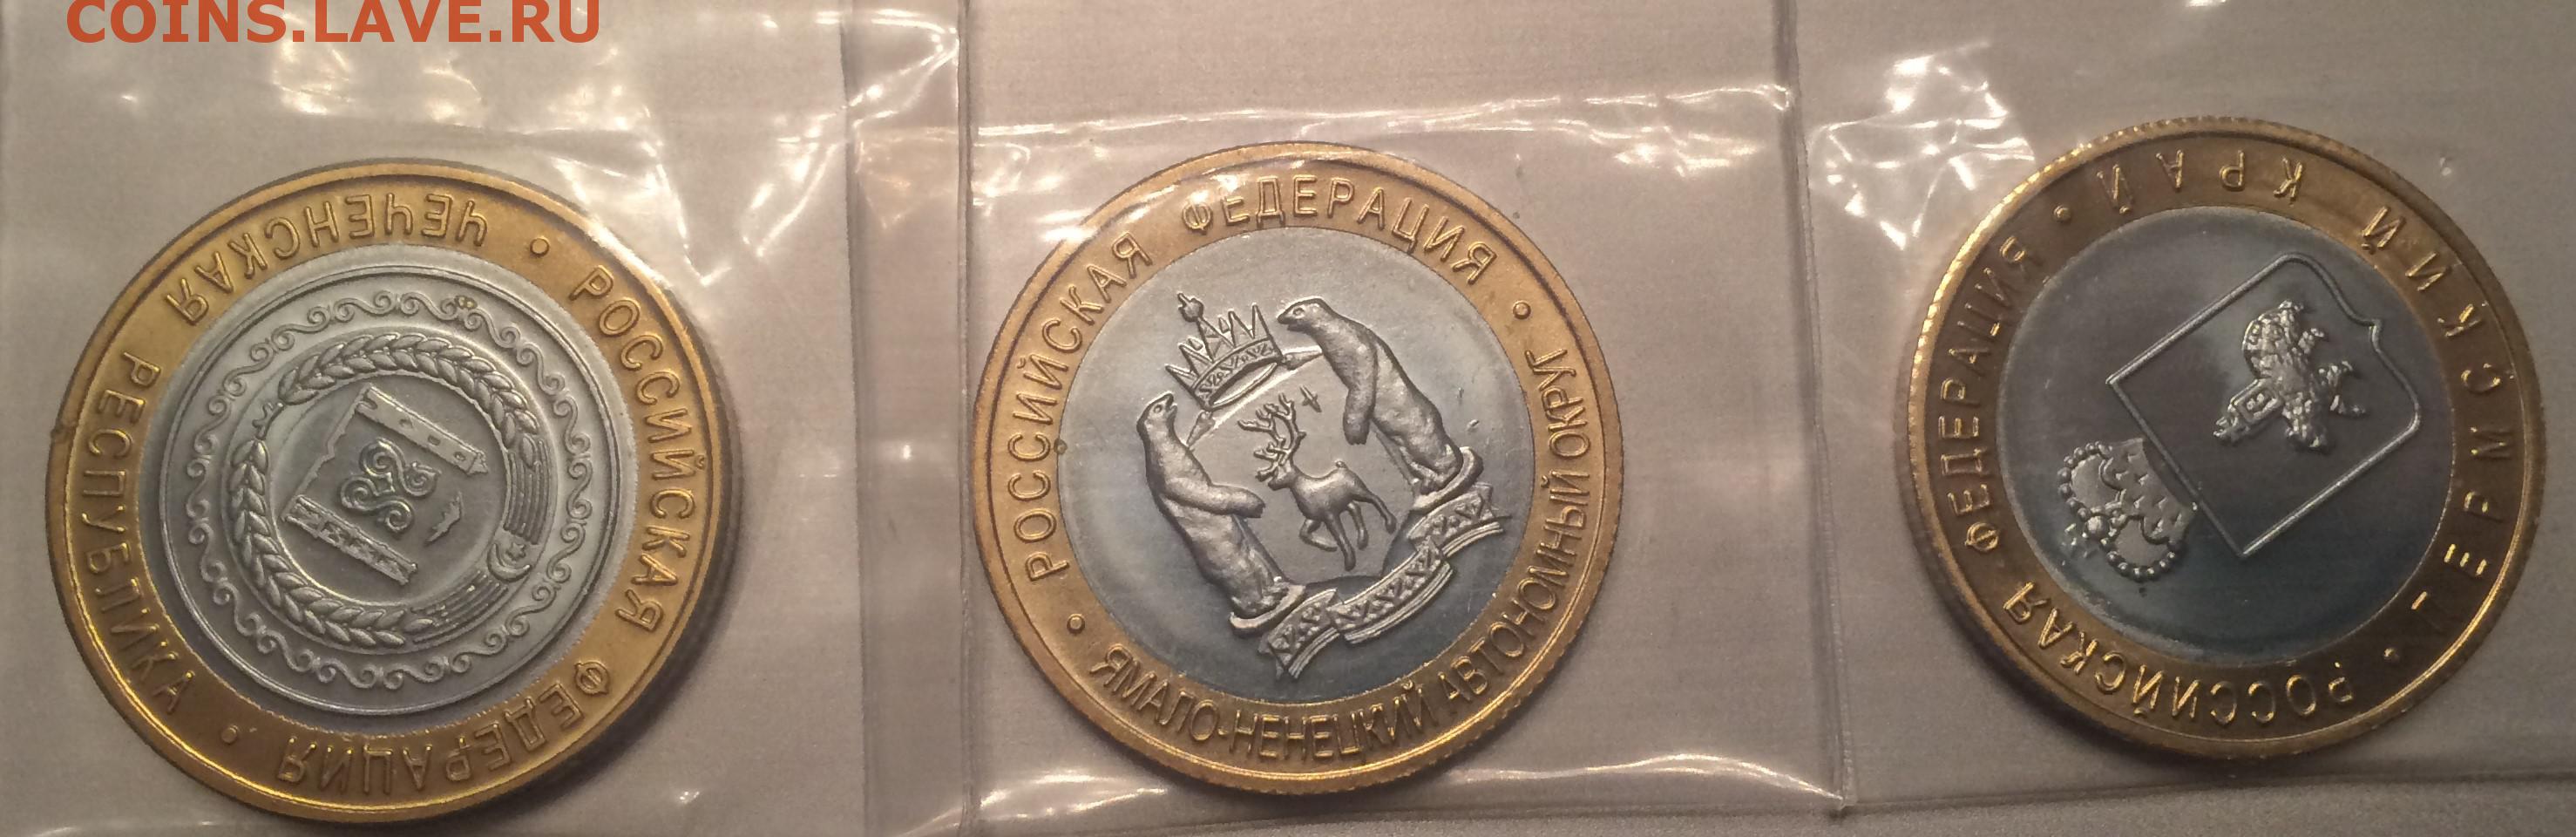 COINS.LAVE.RU
РОССИЙСКАЯ ФЕДЕРАЦИЯ •
ЧЕЧЕНСКАЯ РЕСПУБЛИКА •
РОССИЙСКАЯ ФЕДЕРАЦИЯ •
ЯМАЛО-НЕНЕЦКИЙ АВТОНОМНЫЙ ОКРУГ •
РОССИЙСКАЯ ФЕДЕРАЦИЯ •
ПЕРМСКИЙ КРАЙ •